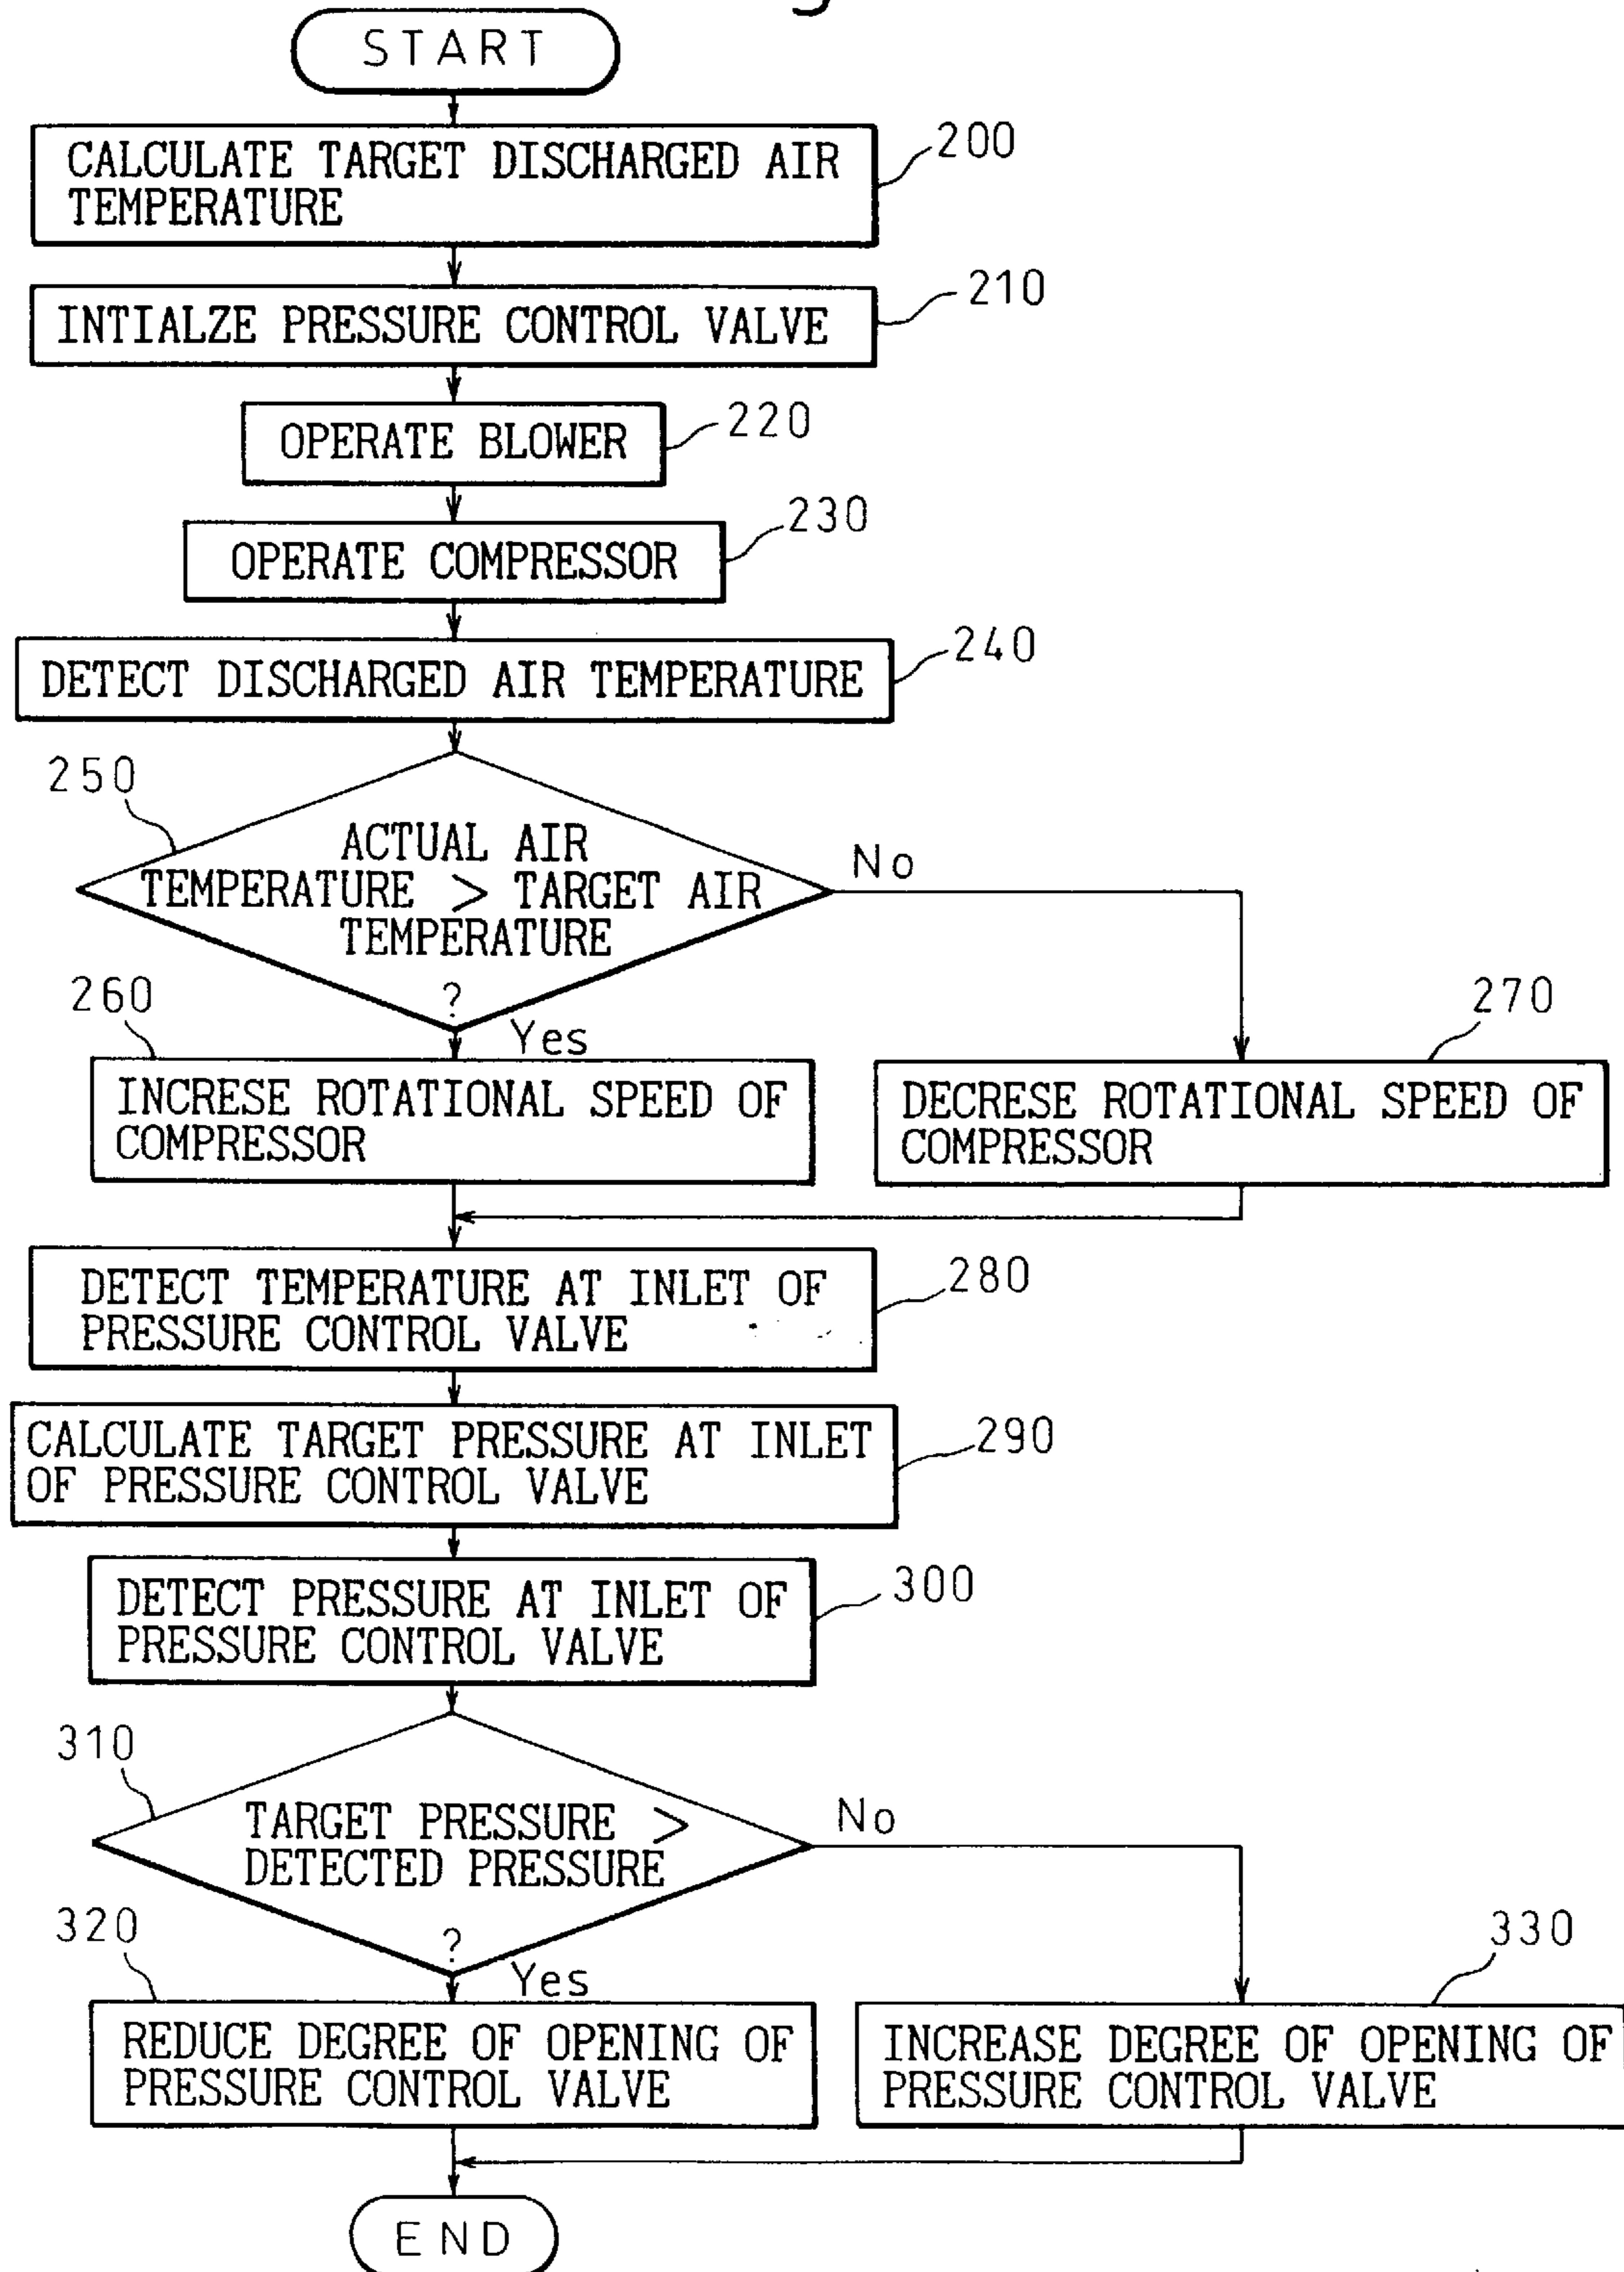 START
CALCULATE TARGET DISCHARGED AIR
TEMPERATURE
200
INTIALZE PRESSURE CONTROL VALVE
210
OPERATE BLOWER
220
OPERATE COMPRESSOR
230
DETECT DISCHARGED AIR TEMPERATURE
240
250
ACTUAL AIR
TEMPERATURE > TARGET AIR
TEMPERATURE
?
No
Yes
260
INCRESE ROTATIONAL SPEED OF
COMPRESSOR
270
DECRESE ROTATIONAL SPEED OF
COMPRESSOR
DETECT TEMPERATURE AT INLET OF
PRESSURE CONTROL VALVE
280
CALCULATE TARGET PRESSURE AT INLET
OF PRESSURE CONTROL VALVE
290
DETECT PRESSURE AT INLET OF
PRESSURE CONTROL VALVE
300
310
TARGET PRESSURE >
DETECTED PRESSURE
?
No
Yes
320
REDUCE DEGREE OF OPENING OF
PRESSURE CONTROL VALVE
330
INCREASE DEGREE OF OPENING OF
PRESSURE CONTROL VALVE
END